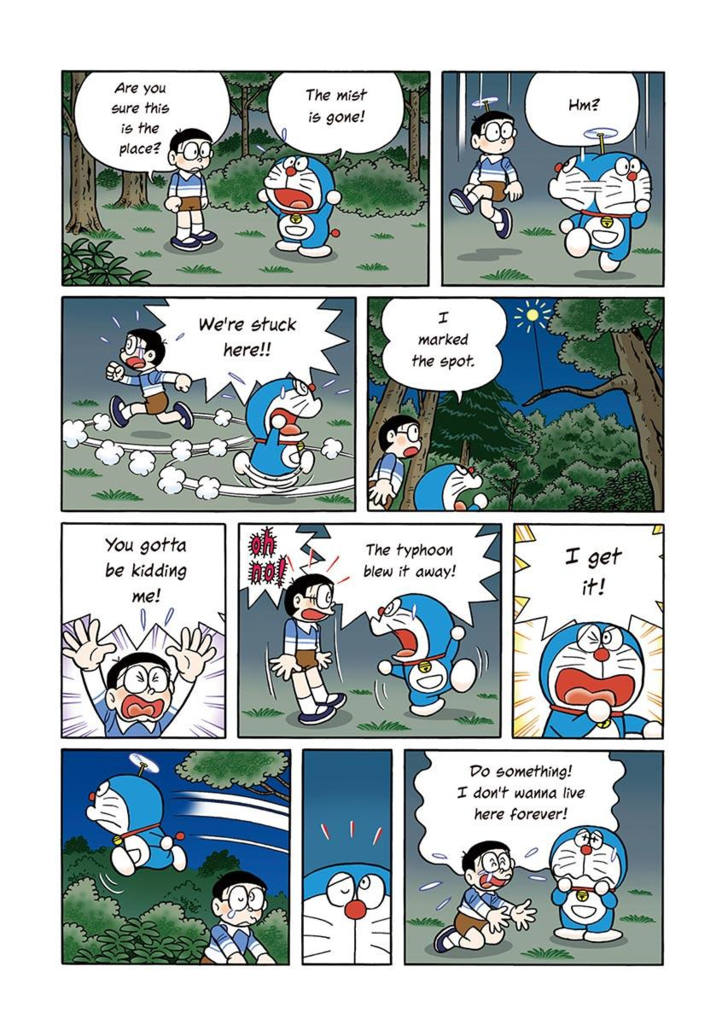 Are you
sure this
is the
place?
The mist
is gone!
Hm?
We're stuck
here!!
I
marked
the spot.
You gotta
be kidding
me!
oh
no!
The typhoon
blew it away!
I get
it!
Do something!
I don't wanna live
here forever!